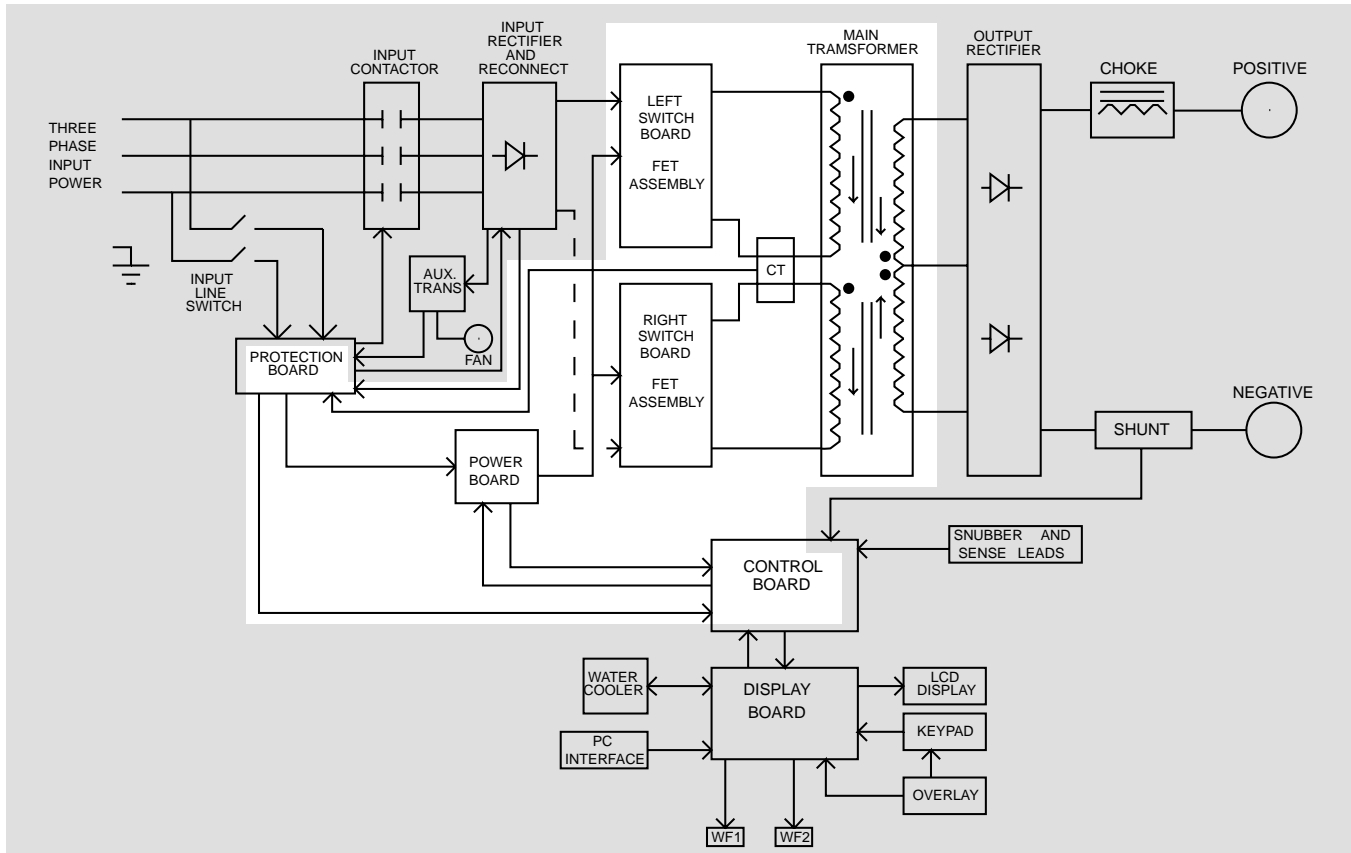 INPUT
RECTIFIER
AND
RECONNECT
INPUT
CONTACTOR
MAIN
TRAMSFORMER
OUTPUT
RECTIFIER
CHOKE
POSITIVE
THREE
PHASE
INPUT
POWER
LEFT
SWITCH
BOARD
FET
ASSEMBLY
INPUT
LINE
SWITCH
AUX.
TRANS
CT
FAN
PROTECTION
BOARD
RIGHT
SWITCH
BOARD
FET
ASSEMBLY
NEGATIVE
SHUNT
POWER
BOARD
SNUBBER AND
SENSE LEADS
CONTROL
BOARD
WATER
COOLER
DISPLAY
BOARD
LCD
DISPLAY
PC
INTERFACE
KEYPAD
OVERLAY
WF1
WF2